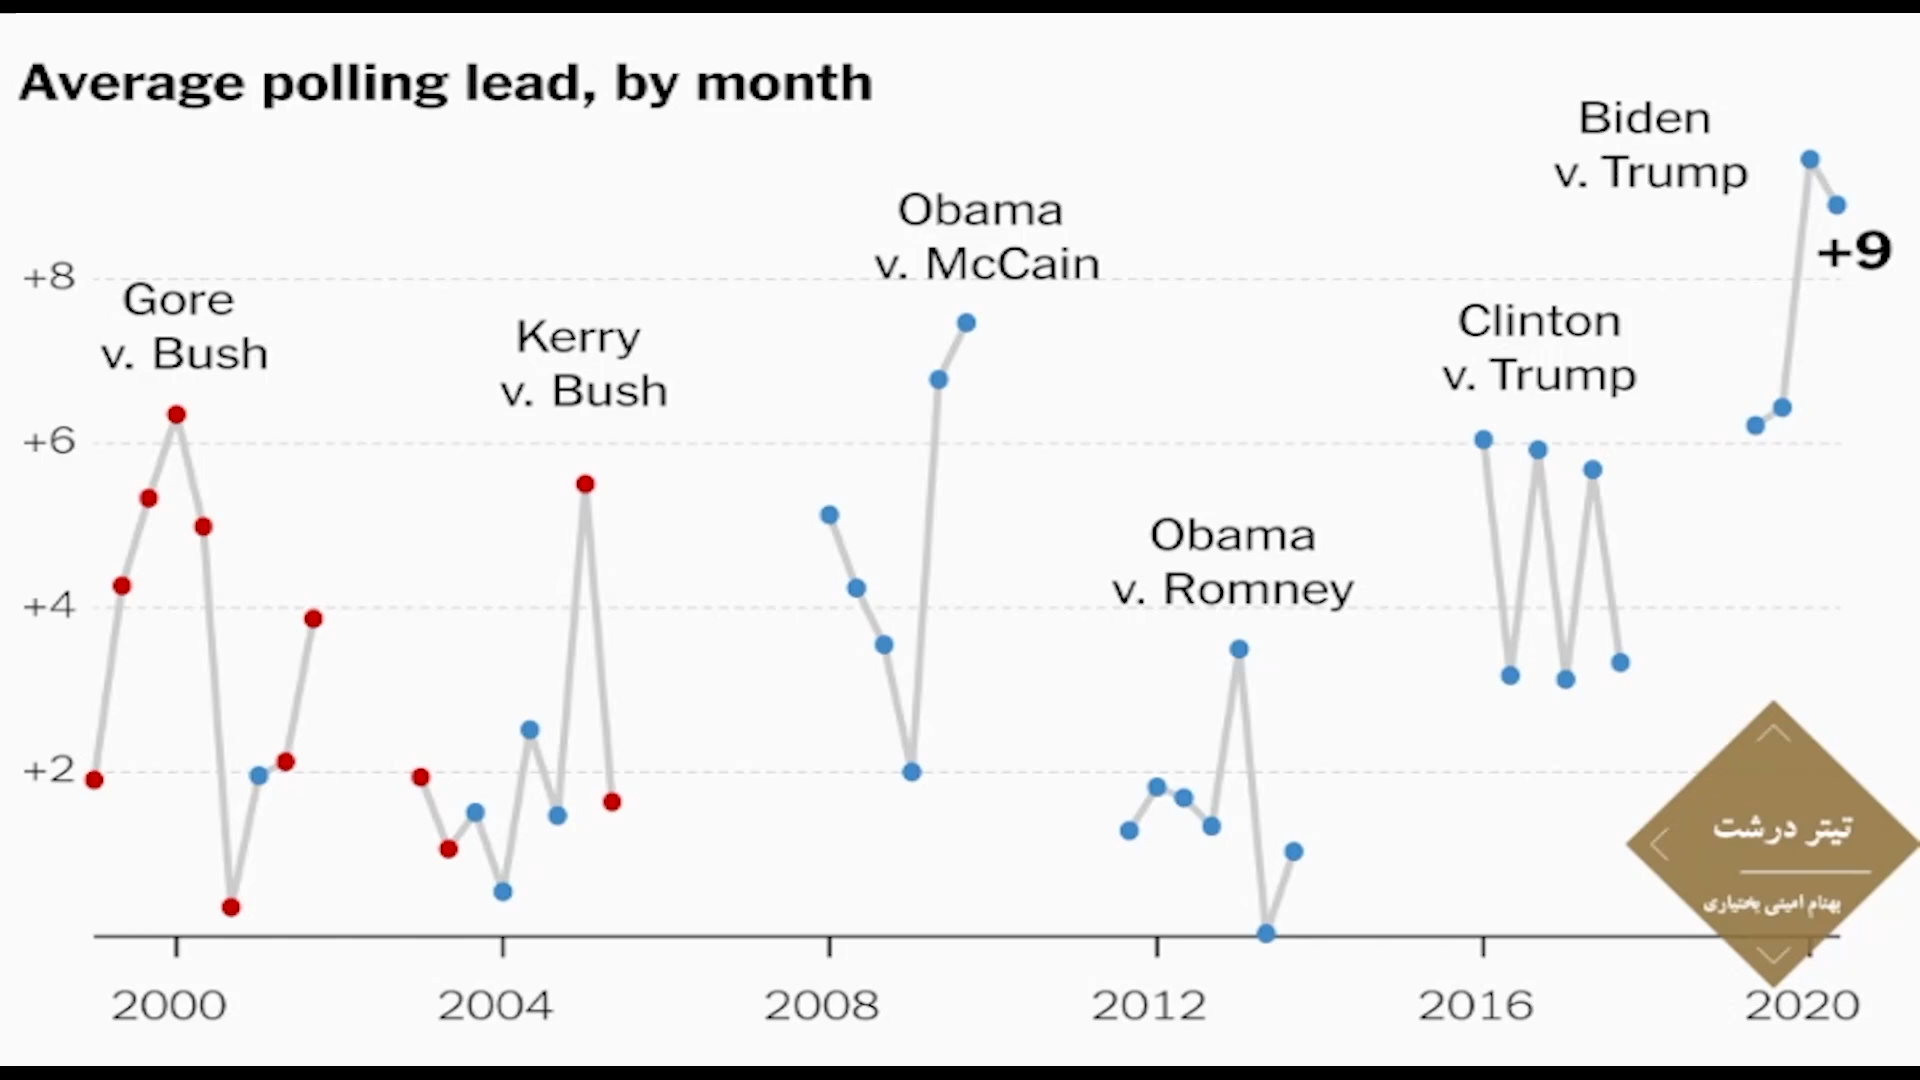 Average polling lead, by month
Biden
v. Trump
+9
Obama
v. McCain
+8
Gore
v. Bush
Kerry
v. Bush
Clinton
v. Trump
+6
Obama
v. Romney
+4
+2
تیتر درشت
بهنام امینی بختیاری
2000
2004
2008
2012
2016
2020